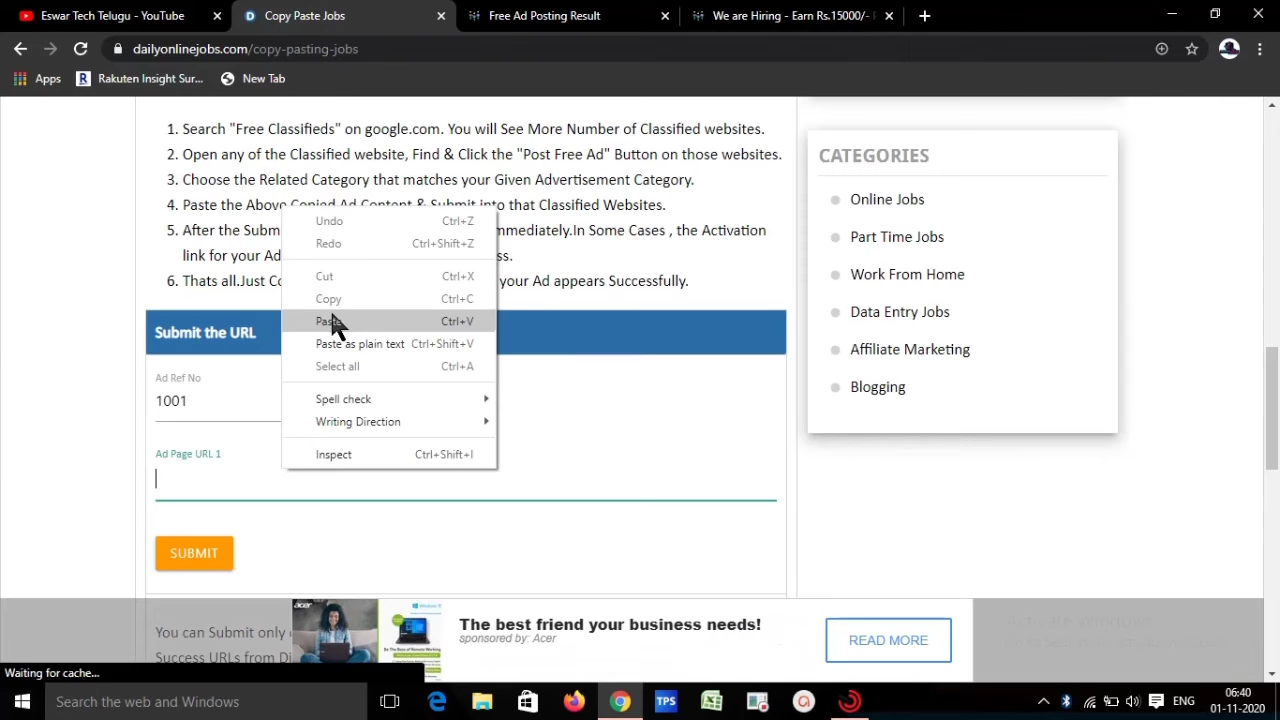 Eswar Tech Telugu - YouTube
Copy Paste Jobs
Free Ad Posting Result
We are Hiring - Earn Rs.15000/-
dailyonlinejobs.com/copy-pasting-jobs
Apps
Rakuten Insight Sur...
New Tab
1. Search "Free Classifieds" on google.com. You will See More Number of Classified websites.
2. Open any of the Classified website, Find & Click the "Post Free Ad" Button on those websites.
3. Choose the Related Category that matches your Given Advertisement Category.
4. Paste the Above Copied Ad Content & Submit into that Classified Websites.
5. After the Subm
mmediately.In Some Cases , the Activation
link for your Ad
ss.
6. Thats all.Just Co
your Ad appears Successfully.
Undo Ctrl+Z
Redo Ctrl+Shift+Z
Cut Ctrl+X
Copy Ctrl+C
Paste Ctrl+V
Paste as plain text Ctrl+Shift+V
Select all Ctrl+A
Spell check
Writing Direction
Inspect Ctrl+Shift+I
Submit the URL
Ad Ref No
1001
Ad Page URL 1
SUBMIT
You can Submit only
Success URLs from Di
CATEGORIES
Online Jobs
Part Time Jobs
Work From Home
Data Entry Jobs
Affiliate Marketing
Blogging
acer
The best friend your business needs!
sponsored by: Acer
READ MORE
Waiting for cache...
Search the web and Windows
TPS
ENG
06:40
01-11-2020